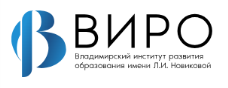 ВИРО
Владимирский институт развития
образования имени Л.И. Новиковой